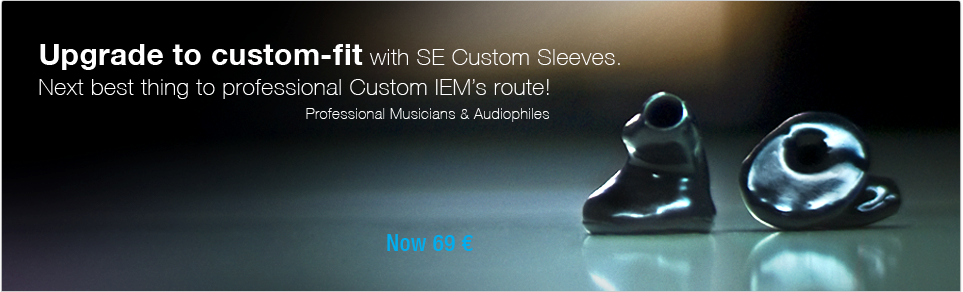 Upgrade to custom-fit with SE Custom Sleeves.
Next best thing to professional Custom IEM’s route!
Professional Musicians & Audiophiles
Now 69 €